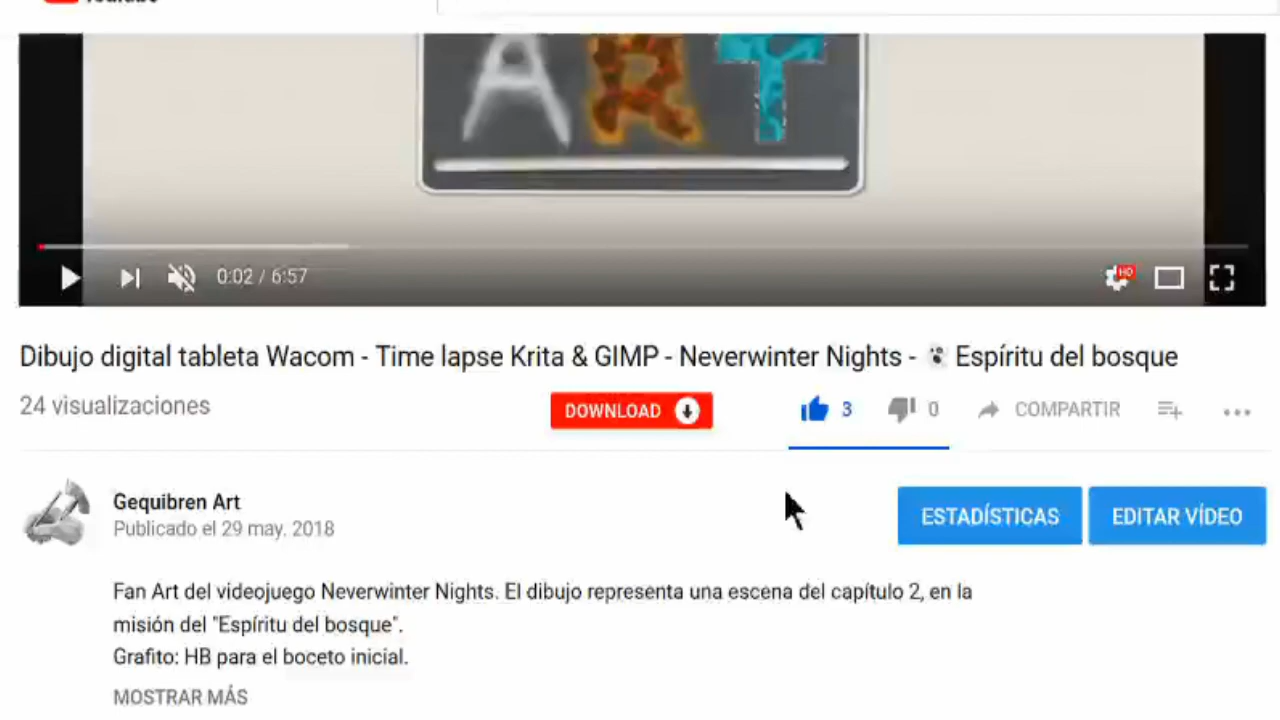 YouTube
ART
0:02 / 6:57
HD
Dibujo digital tableta Wacom - Time lapse Krita & GIMP - Neverwinter Nights - Espíritu del bosque
24 visualizaciones
DOWNLOAD
3
0
COMPARTIR
Gequibren Art
Publicado el 29 may. 2018
ESTADÍSTICAS
EDITAR VÍDEO
Fan Art del videojuego Neverwinter Nights. El dibujo representa una escena del capítulo 2, en la
misión del "Espíritu del bosque".
Grafito: HB para el boceto inicial.
MOSTRAR MÁS